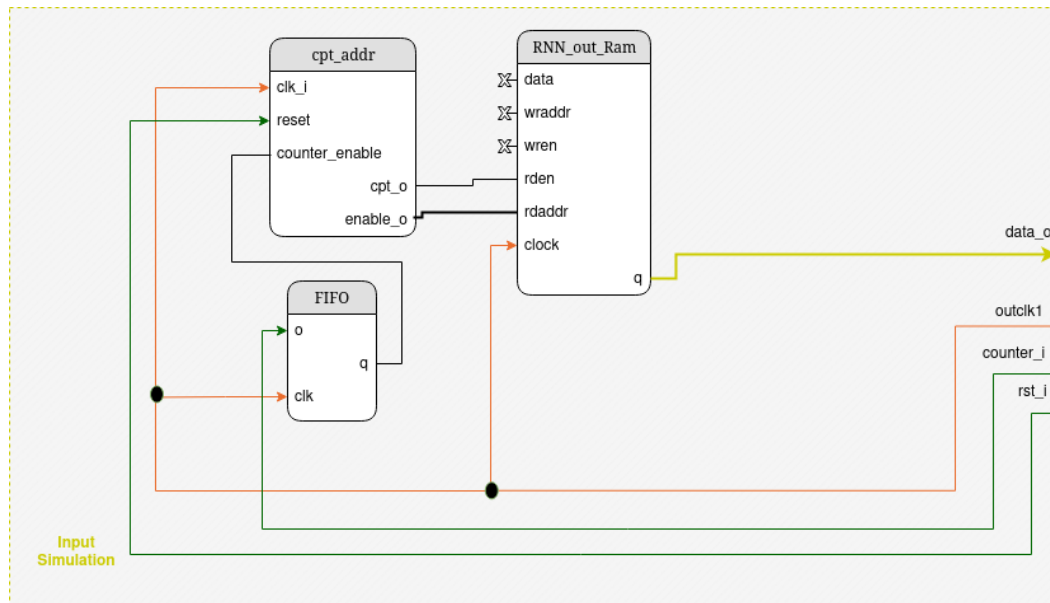 cpt_addr
clk_i
reset
counter_enable
cpt_o
enable_o
RNN_out_Ram
data
wraddr
wren
rden
rdaddr
clock
q
FIFO
o
q
clk
data_o
outclk1
counter_i
rst_i
Input
Simulation